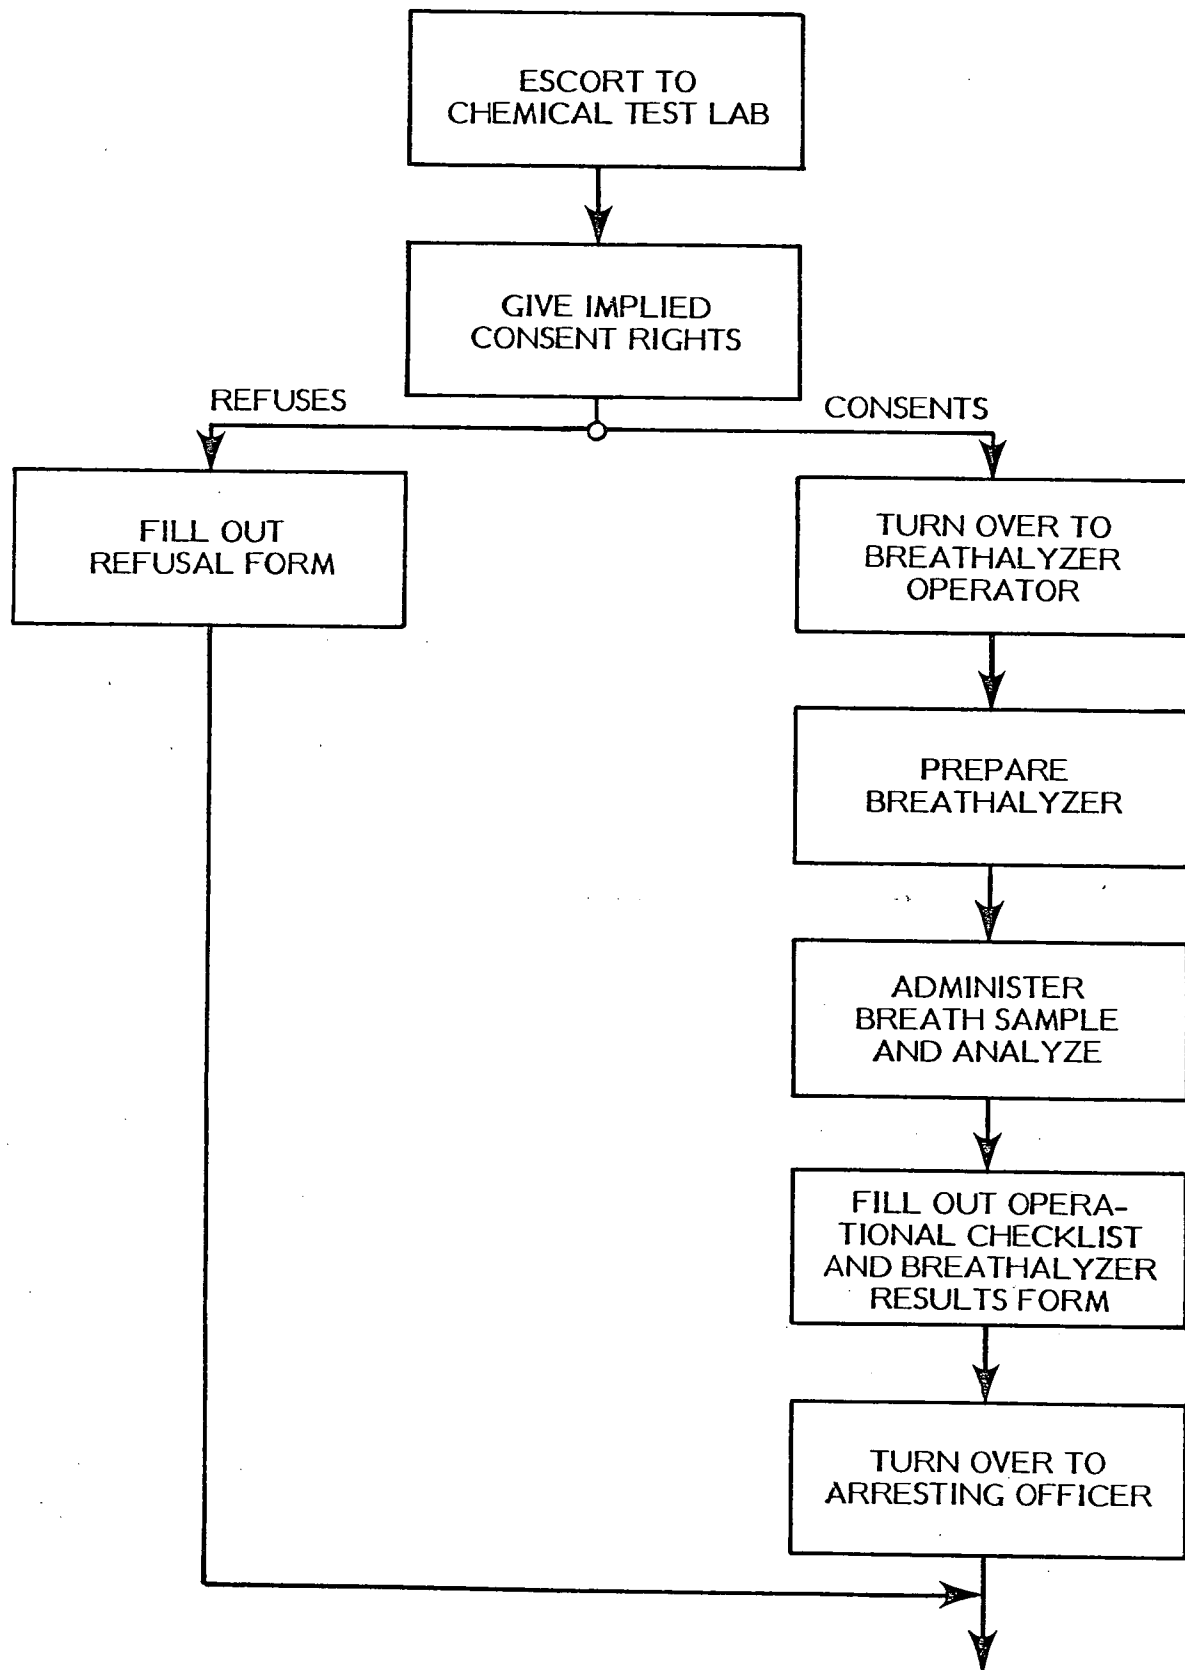 ESCORT TO
CHEMICAL TEST LAB
GIVE IMPLIED
CONSENT RIGHTS
REFUSES
CONSENTS
FILL OUT
REFUSAL FORM
TURN OVER TO
BREATHALYZER
OPERATOR
PREPARE
BREATHALYZER
ADMINISTER
BREATH SAMPLE
AND ANALYZE
FILL OUT OPERA-
TIONAL CHECKLIST
AND BREATHALYZER
RESULTS FORM
TURN OVER TO
ARRESTING OFFICER